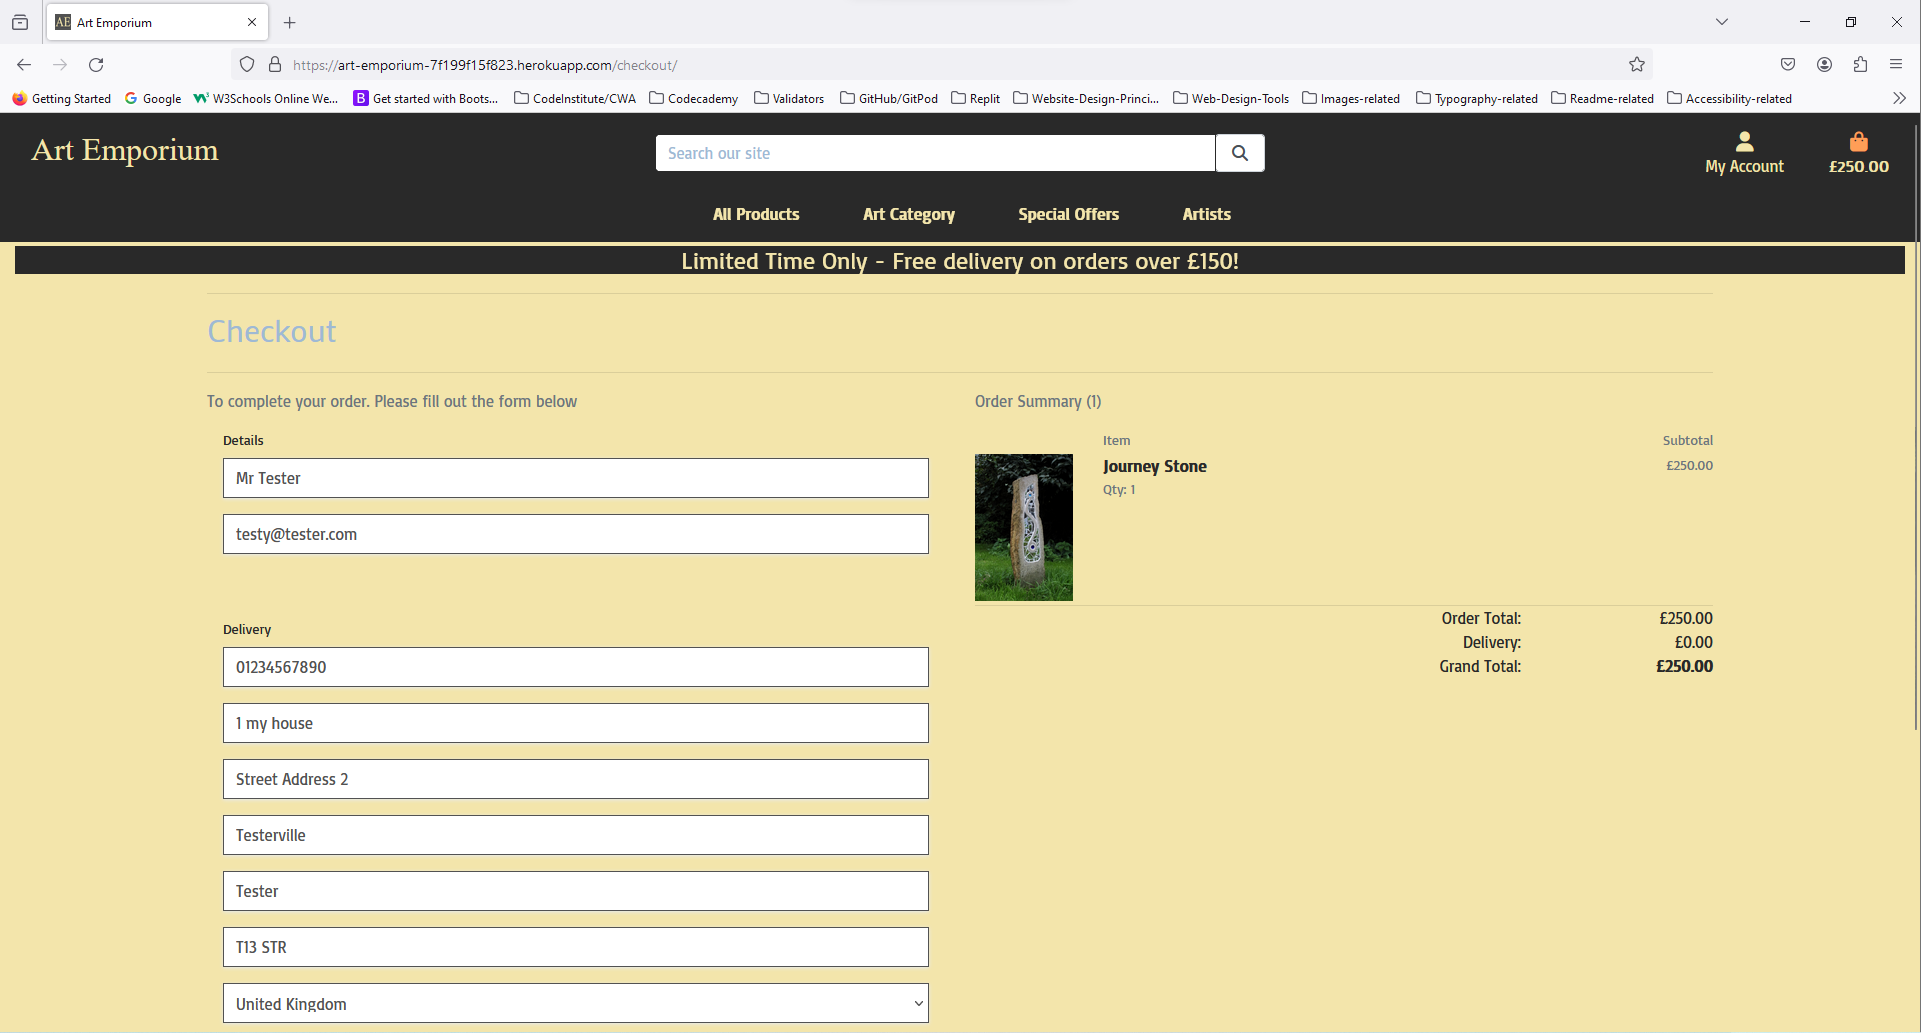 AE Art Emporium
https://art-emporium-7f199f15f823.herokuapp.com/checkout/
Getting Started Google W3Schools Online We... B Get started with Boots... CodeInstitute/CWA Codecademy Validators GitHub/GitPod Replit Website-Design-Princi... Web-Design-Tools Images-related Typography-related Readme-related Accessibility-related
Art Emporium
Search our site
My Account
£250.00
All Products Art Category Special Offers Artists
Limited Time Only - Free delivery on orders over £150!
Checkout
To complete your order. Please fill out the form below
Details
Mr Tester
testy@tester.com
Delivery
01234567890
1 my house
Street Address 2
Testerville
Tester
T13 STR
United Kingdom
Order Summary (1)
Item Subtotal
Journey Stone £250.00
Qty: 1
Order Total: £250.00
Delivery: £0.00
Grand Total: £250.00